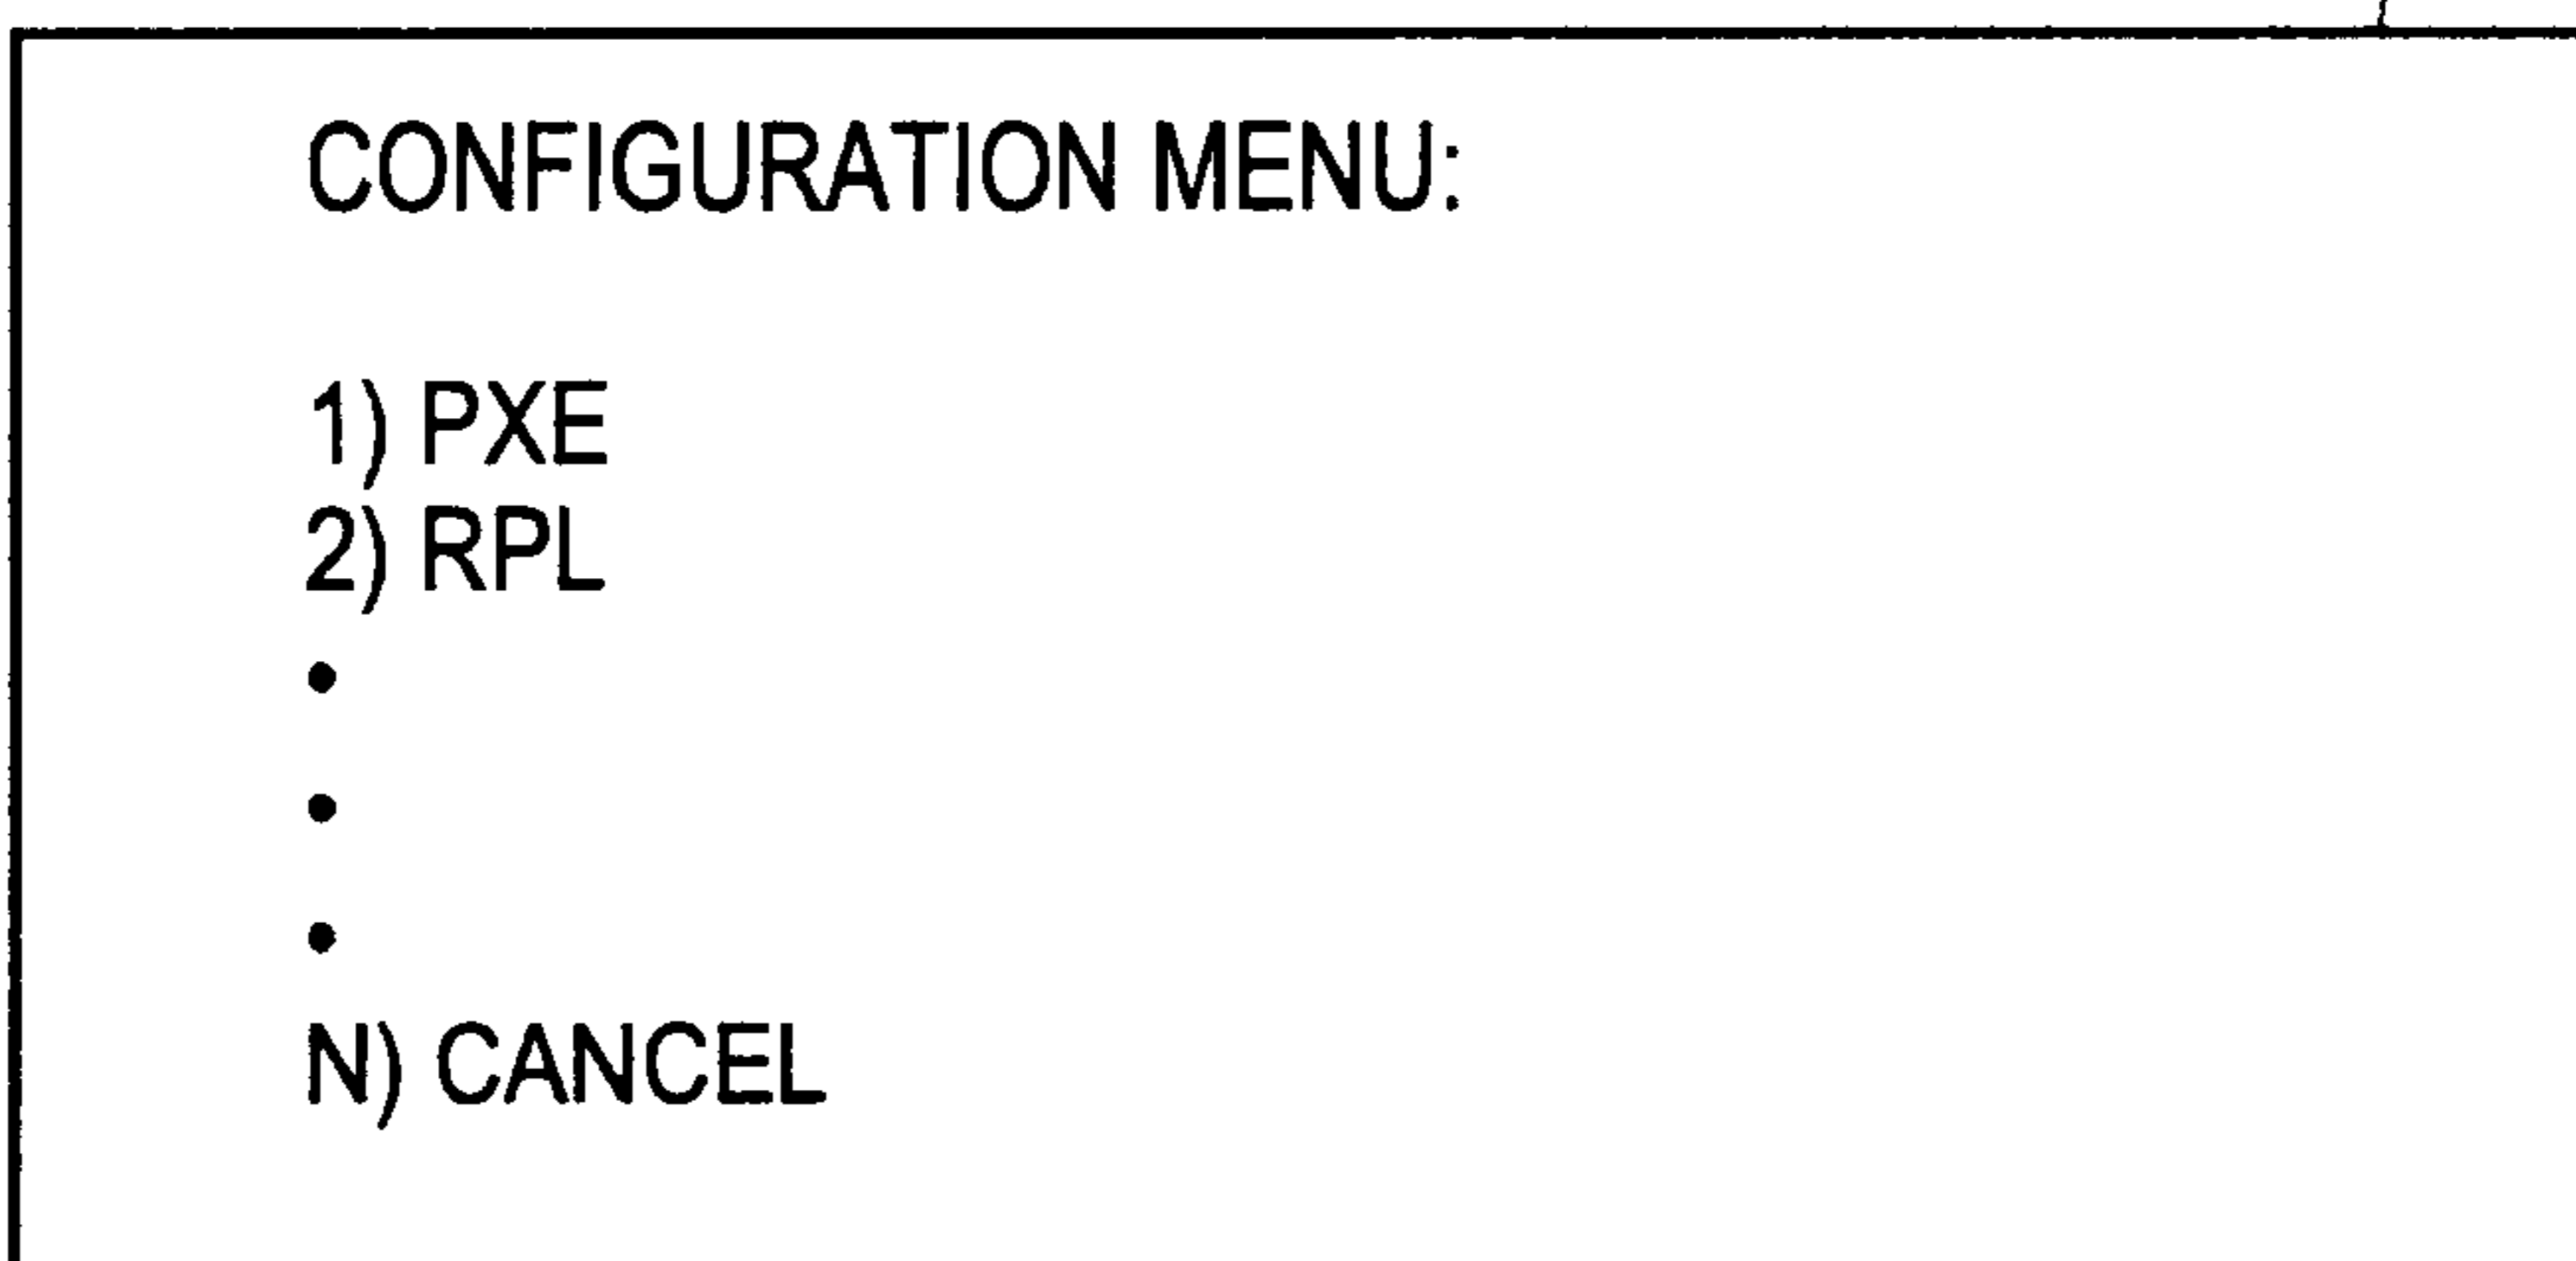 CONFIGURATION MENU:
1) PXE
2) RPL
•
•
•
N) CANCEL